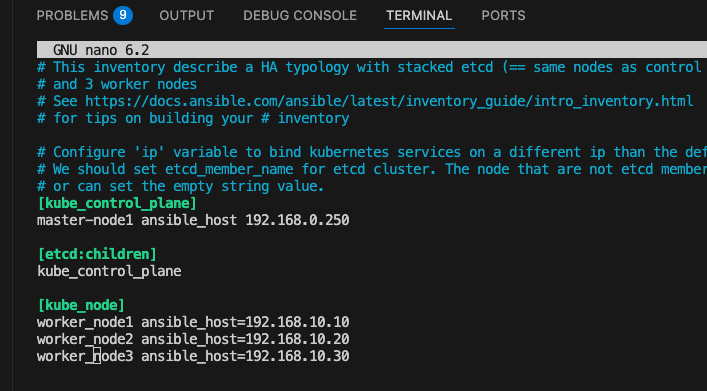 PROBLEMS 9 OUTPUT DEBUG CONSOLE TERMINAL PORTS
GNU nano 6.2
# This inventory describe a HA typology with stacked etcd (== same nodes as control
# and 3 worker nodes
# See https://docs.ansible.com/ansible/latest/inventory_guide/intro_inventory.html
# for tips on building your # inventory
# Configure 'ip' variable to bind kubernetes services on a different ip than the def
# We should set etcd_member_name for etcd cluster. The node that are not etcd member
# or can set the empty string value.
[kube_control_plane]
master-node1 ansible_host 192.168.0.250
[etcd:children]
kube_control_plane
[kube_node]
worker_node1 ansible_host=192.168.10.10
worker_node2 ansible_host=192.168.10.20
worker_node3 ansible_host=192.168.10.30